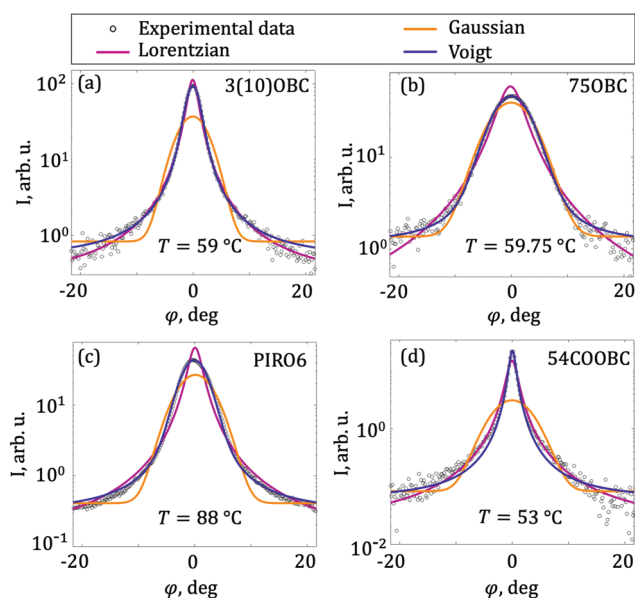 Experimental data
Gaussian
Lorentzian
Voigt
(a)
3(10)OBC
10²
10¹
10⁰
I, arb. u.
T = 59 °C
-20
0
20
φ, deg
(b)
75OBC
10¹
10⁰
I, arb. u.
T = 59.75 °C
-20
0
20
φ, deg
(c)
PIRO6
10¹
10⁰
10⁻¹
I, arb. u.
T = 88 °C
-20
0
20
φ, deg
(d)
54COOBC
10⁰
10⁻²
I, arb. u.
T = 53 °C
-20
0
20
φ, deg